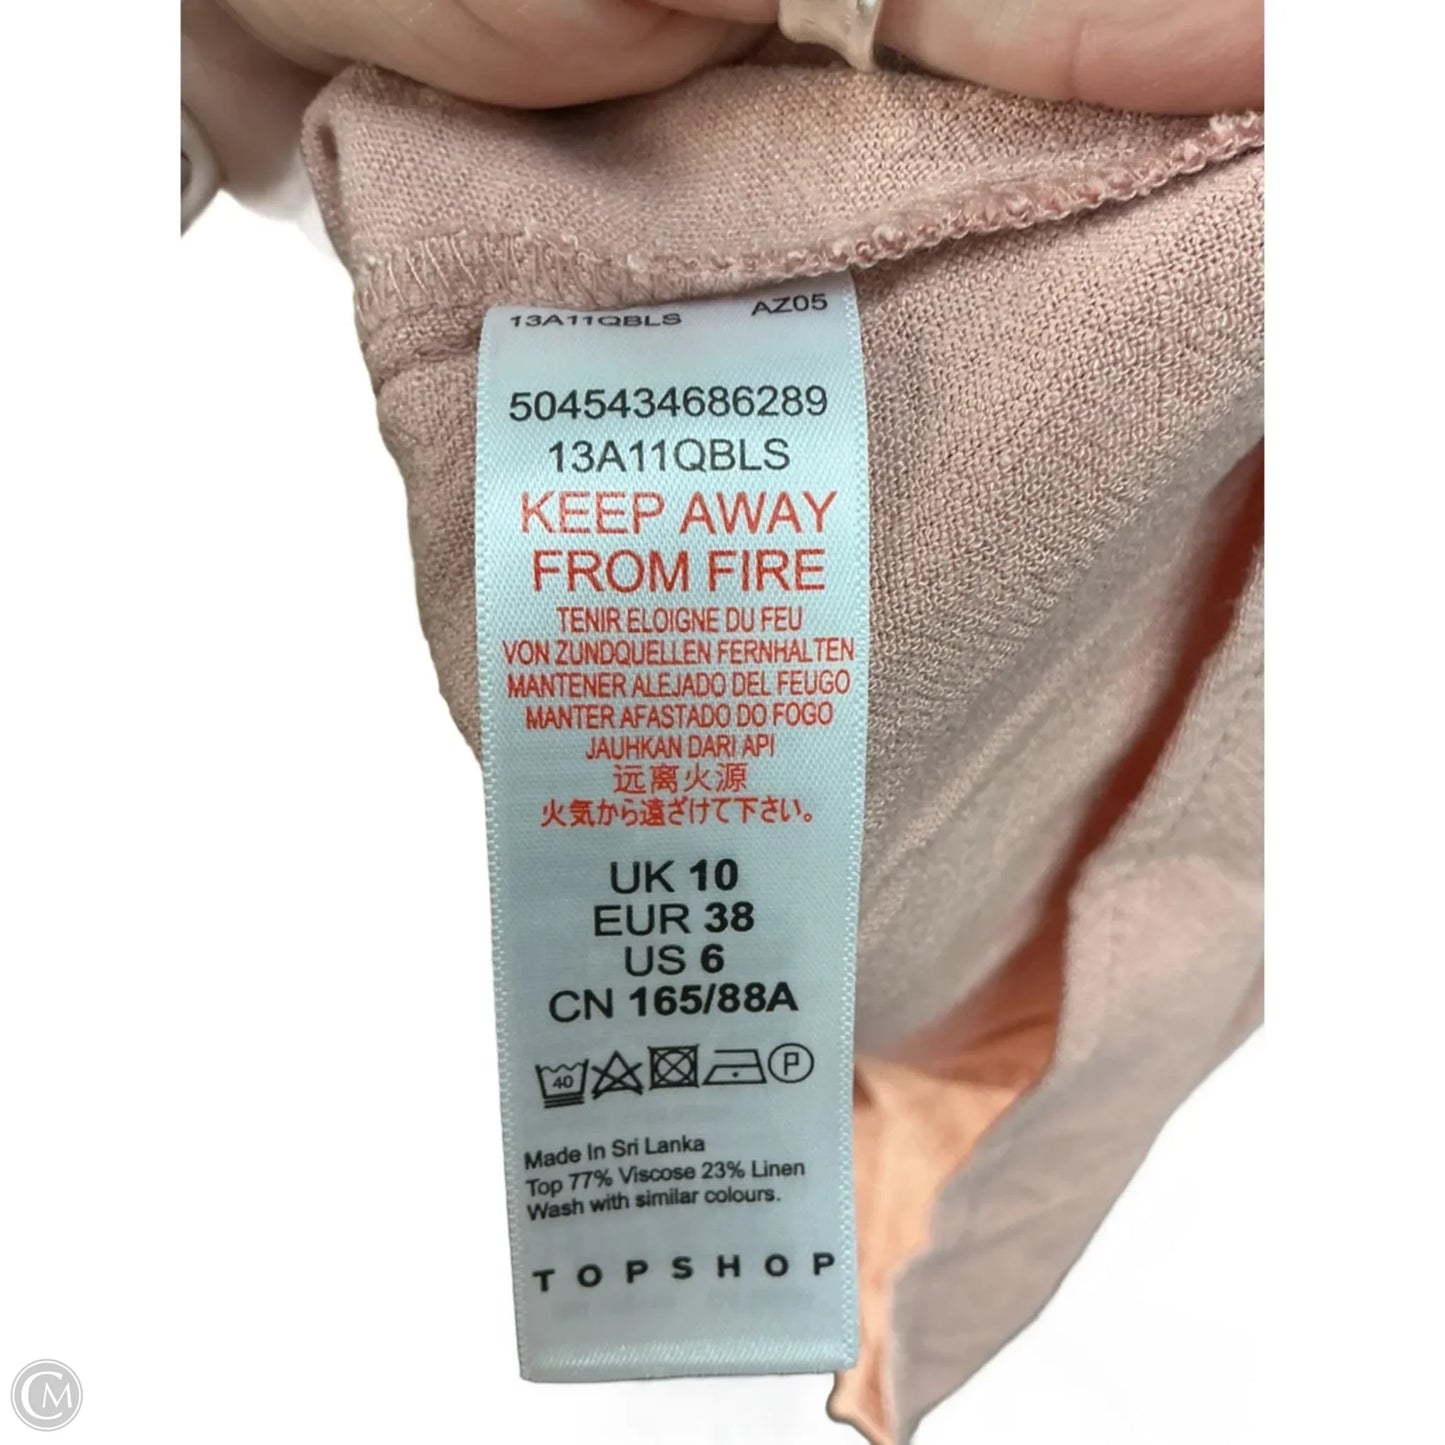 13A11QBLS AZ05
5045434686289
13A11QBLS
KEEP AWAY
FROM FIRE
TENIR ELOIGNE DU FEU
VON ZUNDQUELLEN FERNHALTEN
MANTENER ALEJADO DEL FEUGO
MANTER AFASTADO DO FOGO
JAUHKAN DARI API
远离火源
火気から遠ざけて下さい。
UK 10
EUR 38
US 6
CN 165/88A
40 P
Made In Sri Lanka
Top 77% Viscose 23% Linen
Wash with similar colours.
TOPSHOP
CM